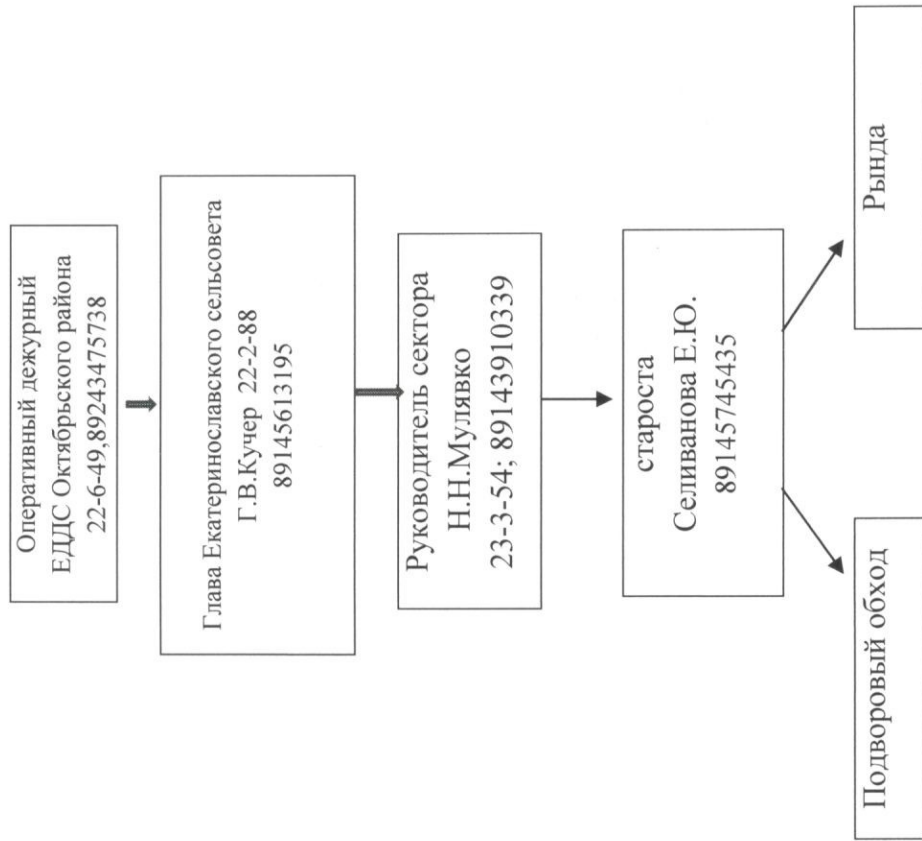 Оперативный дежурный
ЕДДС Октябрьского района
22-6-49,89243475738
Глава Екатеринославского сельсовета
Г.В.Кучер 22-2-88
89145613195
Руководитель сектора
Н.Н.Мулявко
23-3-54; 89143910339
староста
Селиванова Е.Ю.
89145745435
Подворовый обход
Рында